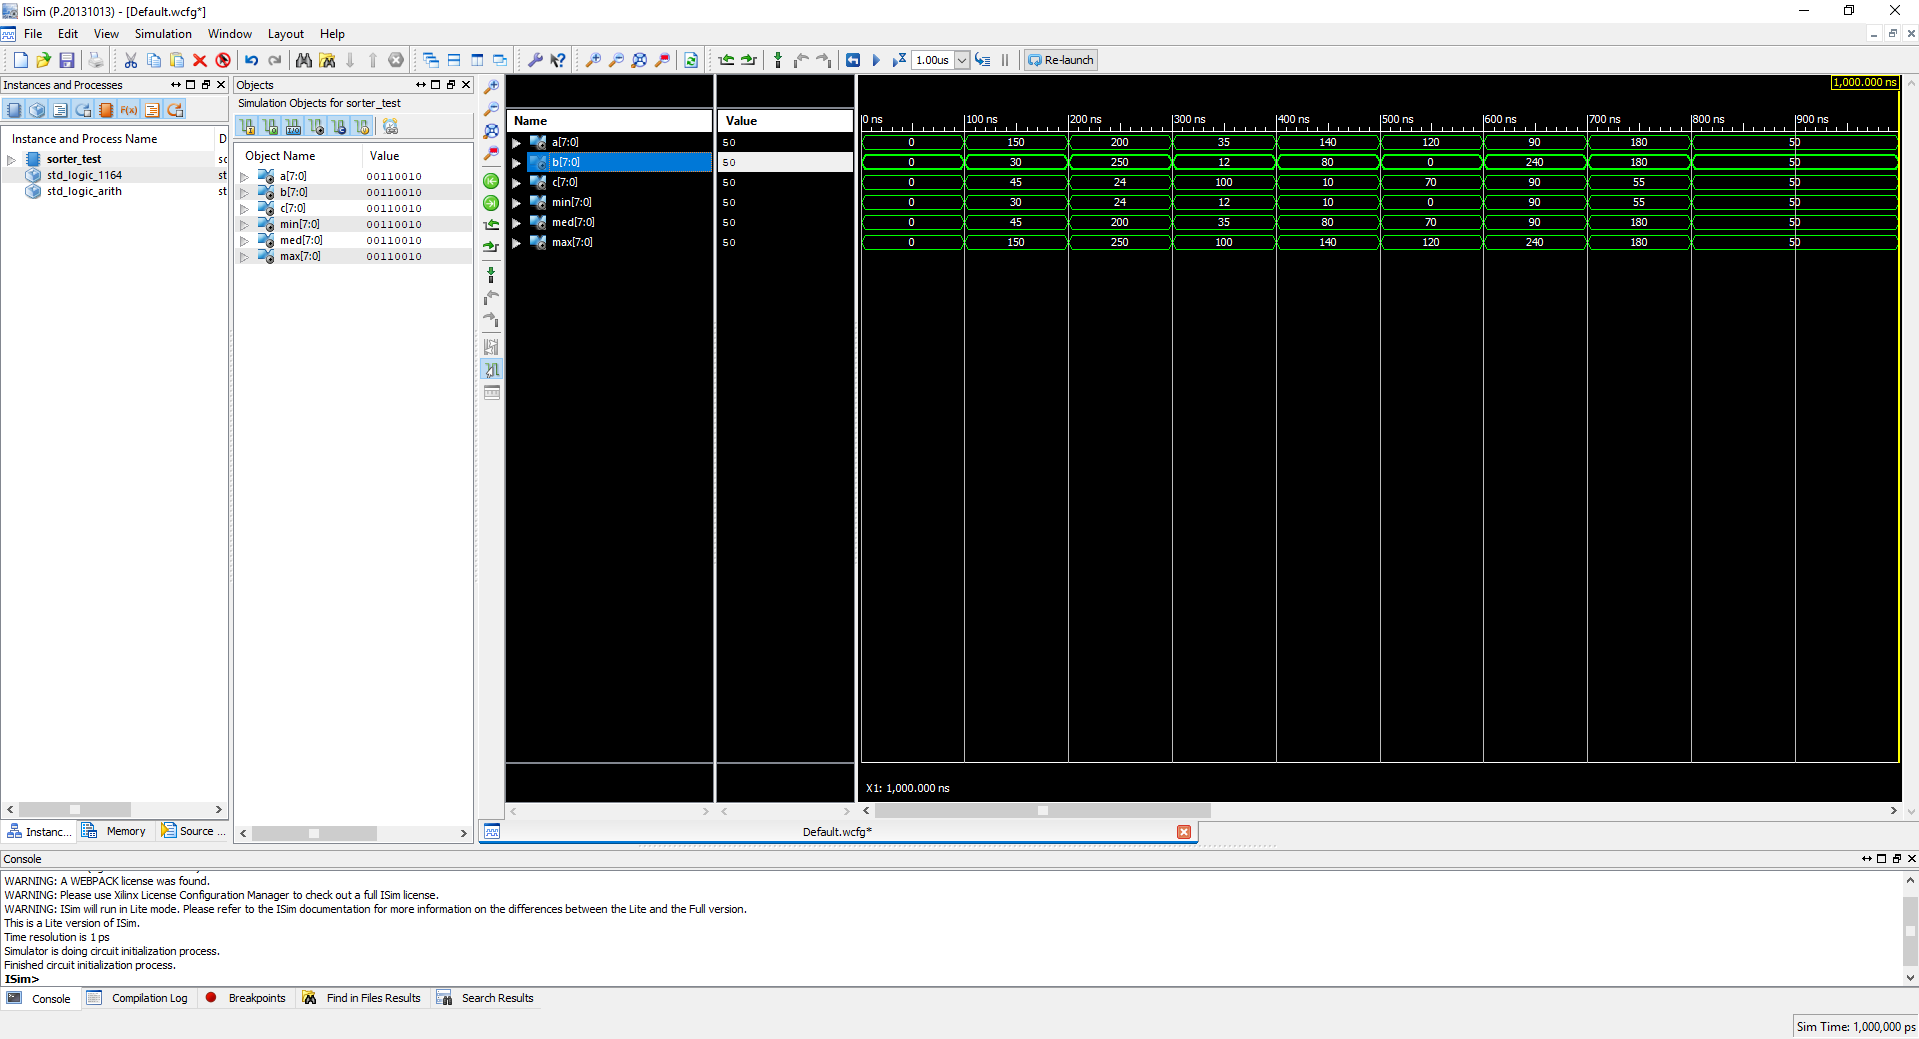 ISim (P.20131013) - [Default.wcfg*]
File Edit View Simulation Window Layout Help
1.00us Re-launch
Instances and Processes
Instance and Process Name D
sorter_test sc
std_logic_1164 st
std_logic_arith st
Instanc... Memory Source ...
Objects
Simulation Objects for sorter_test
Object Name Value
a[7:0] 00110010
b[7:0] 00110010
c[7:0] 00110010
min[7:0] 00110010
med[7:0] 00110010
max[7:0] 00110010
1,000.000 ns
Name Value 0 ns 100 ns 200 ns 300 ns 400 ns 500 ns 600 ns 700 ns 800 ns 900 ns
a[7:0] 50 0 150 200 35 140 120 90 180 50
b[7:0] 50 0 30 250 12 80 0 240 180 50
c[7:0] 50 0 45 24 100 10 70 90 55 50
min[7:0] 50 0 30 24 12 10 0 90 55 50
med[7:0] 50 0 45 200 35 80 70 90 180 50
max[7:0] 50 0 150 250 100 140 120 240 180 50
X1: 1,000.000 ns
Default.wcfg*
Console
WARNING: A WEBPACK license was found.
WARNING: Please use Xilinx License Configuration Manager to check out a full ISim license.
WARNING: ISim will run in Lite mode. Please refer to the ISim documentation for more information on the differences between the Lite and the Full version.
This is a Lite version of ISim.
Time resolution is 1 ps
Simulator is doing circuit initialization process.
Finished circuit initialization process.
ISim>
Console Compilation Log Breakpoints Find in Files Results Search Results
Sim Time: 1,000,000 ps